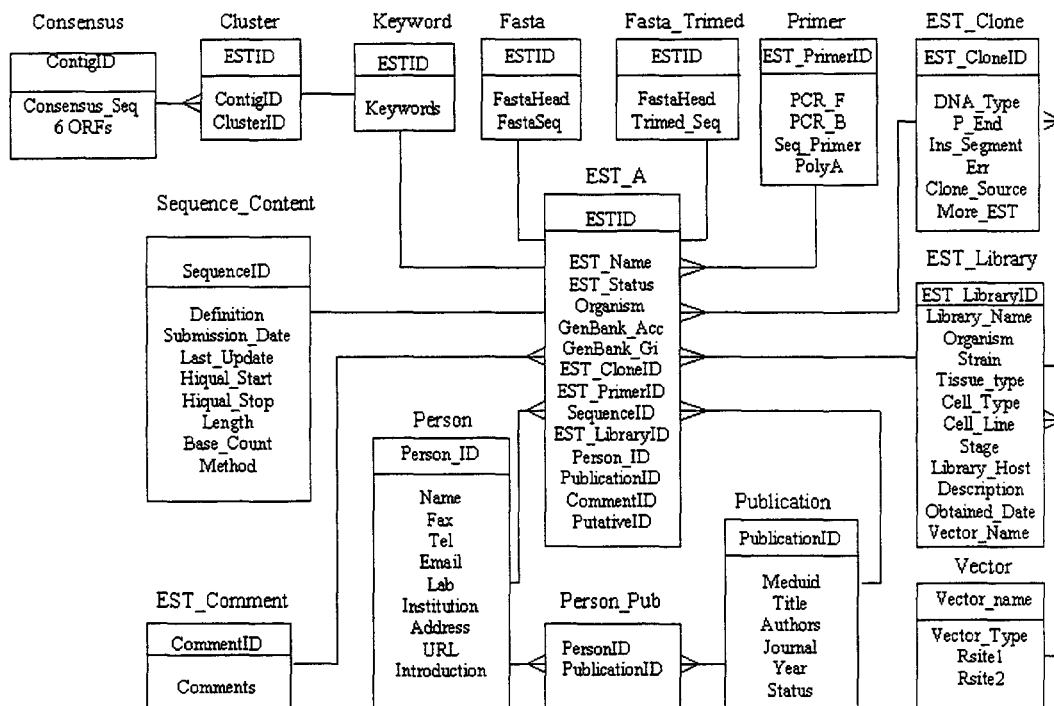 Consensus
ContigID
Consensus_Seq
6 ORFs
Cluster
ESTID
ContigID
ClusterID
Keyword
ESTID
Keywords
Fasta
ESTID
FastaHead
FastaSeq
Fasta_Trimed
ESTID
FastaHead
Trimed_Seq
Primer
EST_PrimerID
PCR_F
PCR_B
Seq_Primer
PolyA
EST_Clone
EST_CloneID
DNA_Type
P_End
Ins_Segment
Err
Clone_Source
More_EST
Sequence_Content
SequenceID
Definition
Submission_Date
Last_Update
Hiqual_Start
Hiqual_Stop
Length
Base_Count
Method
EST_A
ESTID
EST_Name
EST_Status
Organism
GenBank_Acc
GenBank_Gi
EST_CloneID
EST_PrimerID
SequenceID
EST_LibraryID
Person_ID
PublicationID
CommentID
PutativeID
EST_Library
EST_LibraryID
Library_Name
Organism
Strain
Tissue_type
Cell_Type
Cell_Line
Stage
Library_Host
Description
Obtained_Date
Vector_Name
Person
Person_ID
Name
Fax
Tel
Email
Lab
Institution
Address
URL
Introduction
Publication
PublicationID
Meduid
Title
Authors
Journal
Year
Status
EST_Comment
CommentID
Comments
Person_Pub
PersonID
PublicationID
Vector
Vector_name
Vector_Type
Rsite1
Rsite2